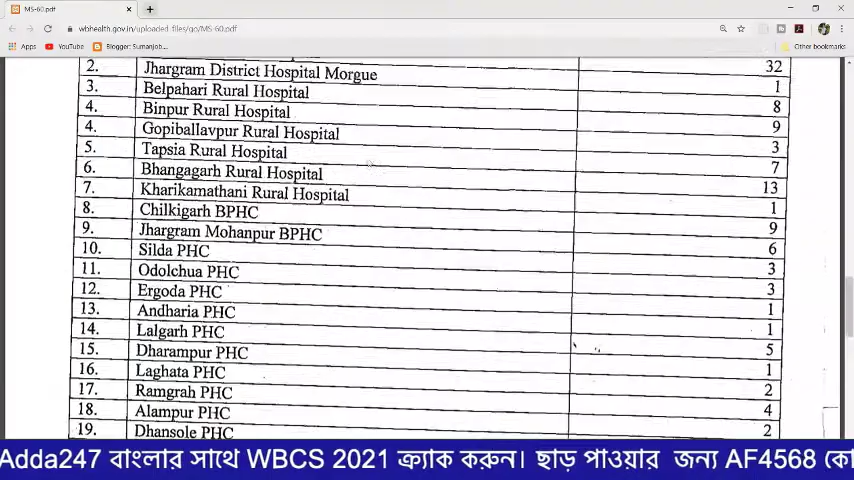 MS-60.pdf
wbhealth.gov.in/uploaded_files/go/MS-60.pdf
Apps YouTube Blogger: Sumanjob.... Other bookmarks
32
2. Jhargram District Hospital Morgue 1
3. Belpahari Rural Hospital 8
4. Binpur Rural Hospital 9
4. Gopiballavpur Rural Hospital 3
5. Tapsia Rural Hospital 7
6. Bhangagarh Rural Hospital 13
7. Kharikamathani Rural Hospital 1
8. Chilkigarh BPHC 9
9. Jhargram Mohanpur BPHC 6
10. Silda PHC 3
11. Odolchua PHC 3
12. Ergoda PHC 1
13. Andharia PHC 1
14. Lalgarh PHC 5
15. Dharampur PHC 1
16. Laghata PHC 2
17. Ramgrah PHC 4
18. Alampur PHC 2
19. Dhansole PHC
Adda247 বাংলার সাথে WBCS 2021 ক্র্যাক করুন। ছাড় পাওয়ার জন্য AF4568 কো